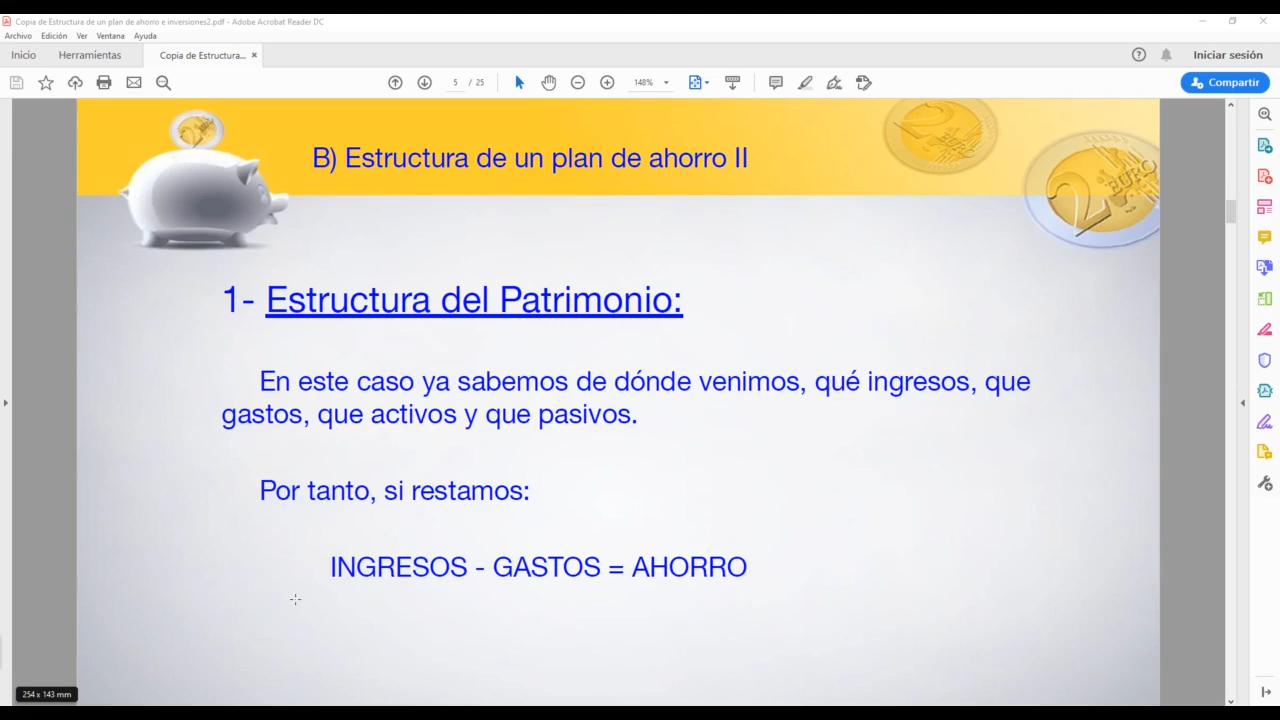 Copia de Estructura de un plan de ahorro e inversiones2.pdf - Adobe Acrobat Reader DC
Archivo Edición Ver Ventana Ayuda
Inicio Herramientas Copia de Estructura... × Iniciar sesión
5 / 25 148% Compartir
B) Estructura de un plan de ahorro II
2 EURO
1- Estructura del Patrimonio:
En este caso ya sabemos de dónde venimos, qué ingresos, que
gastos, que activos y que pasivos.
Por tanto, si restamos:
INGRESOS - GASTOS = AHORRO
254 x 143 mm